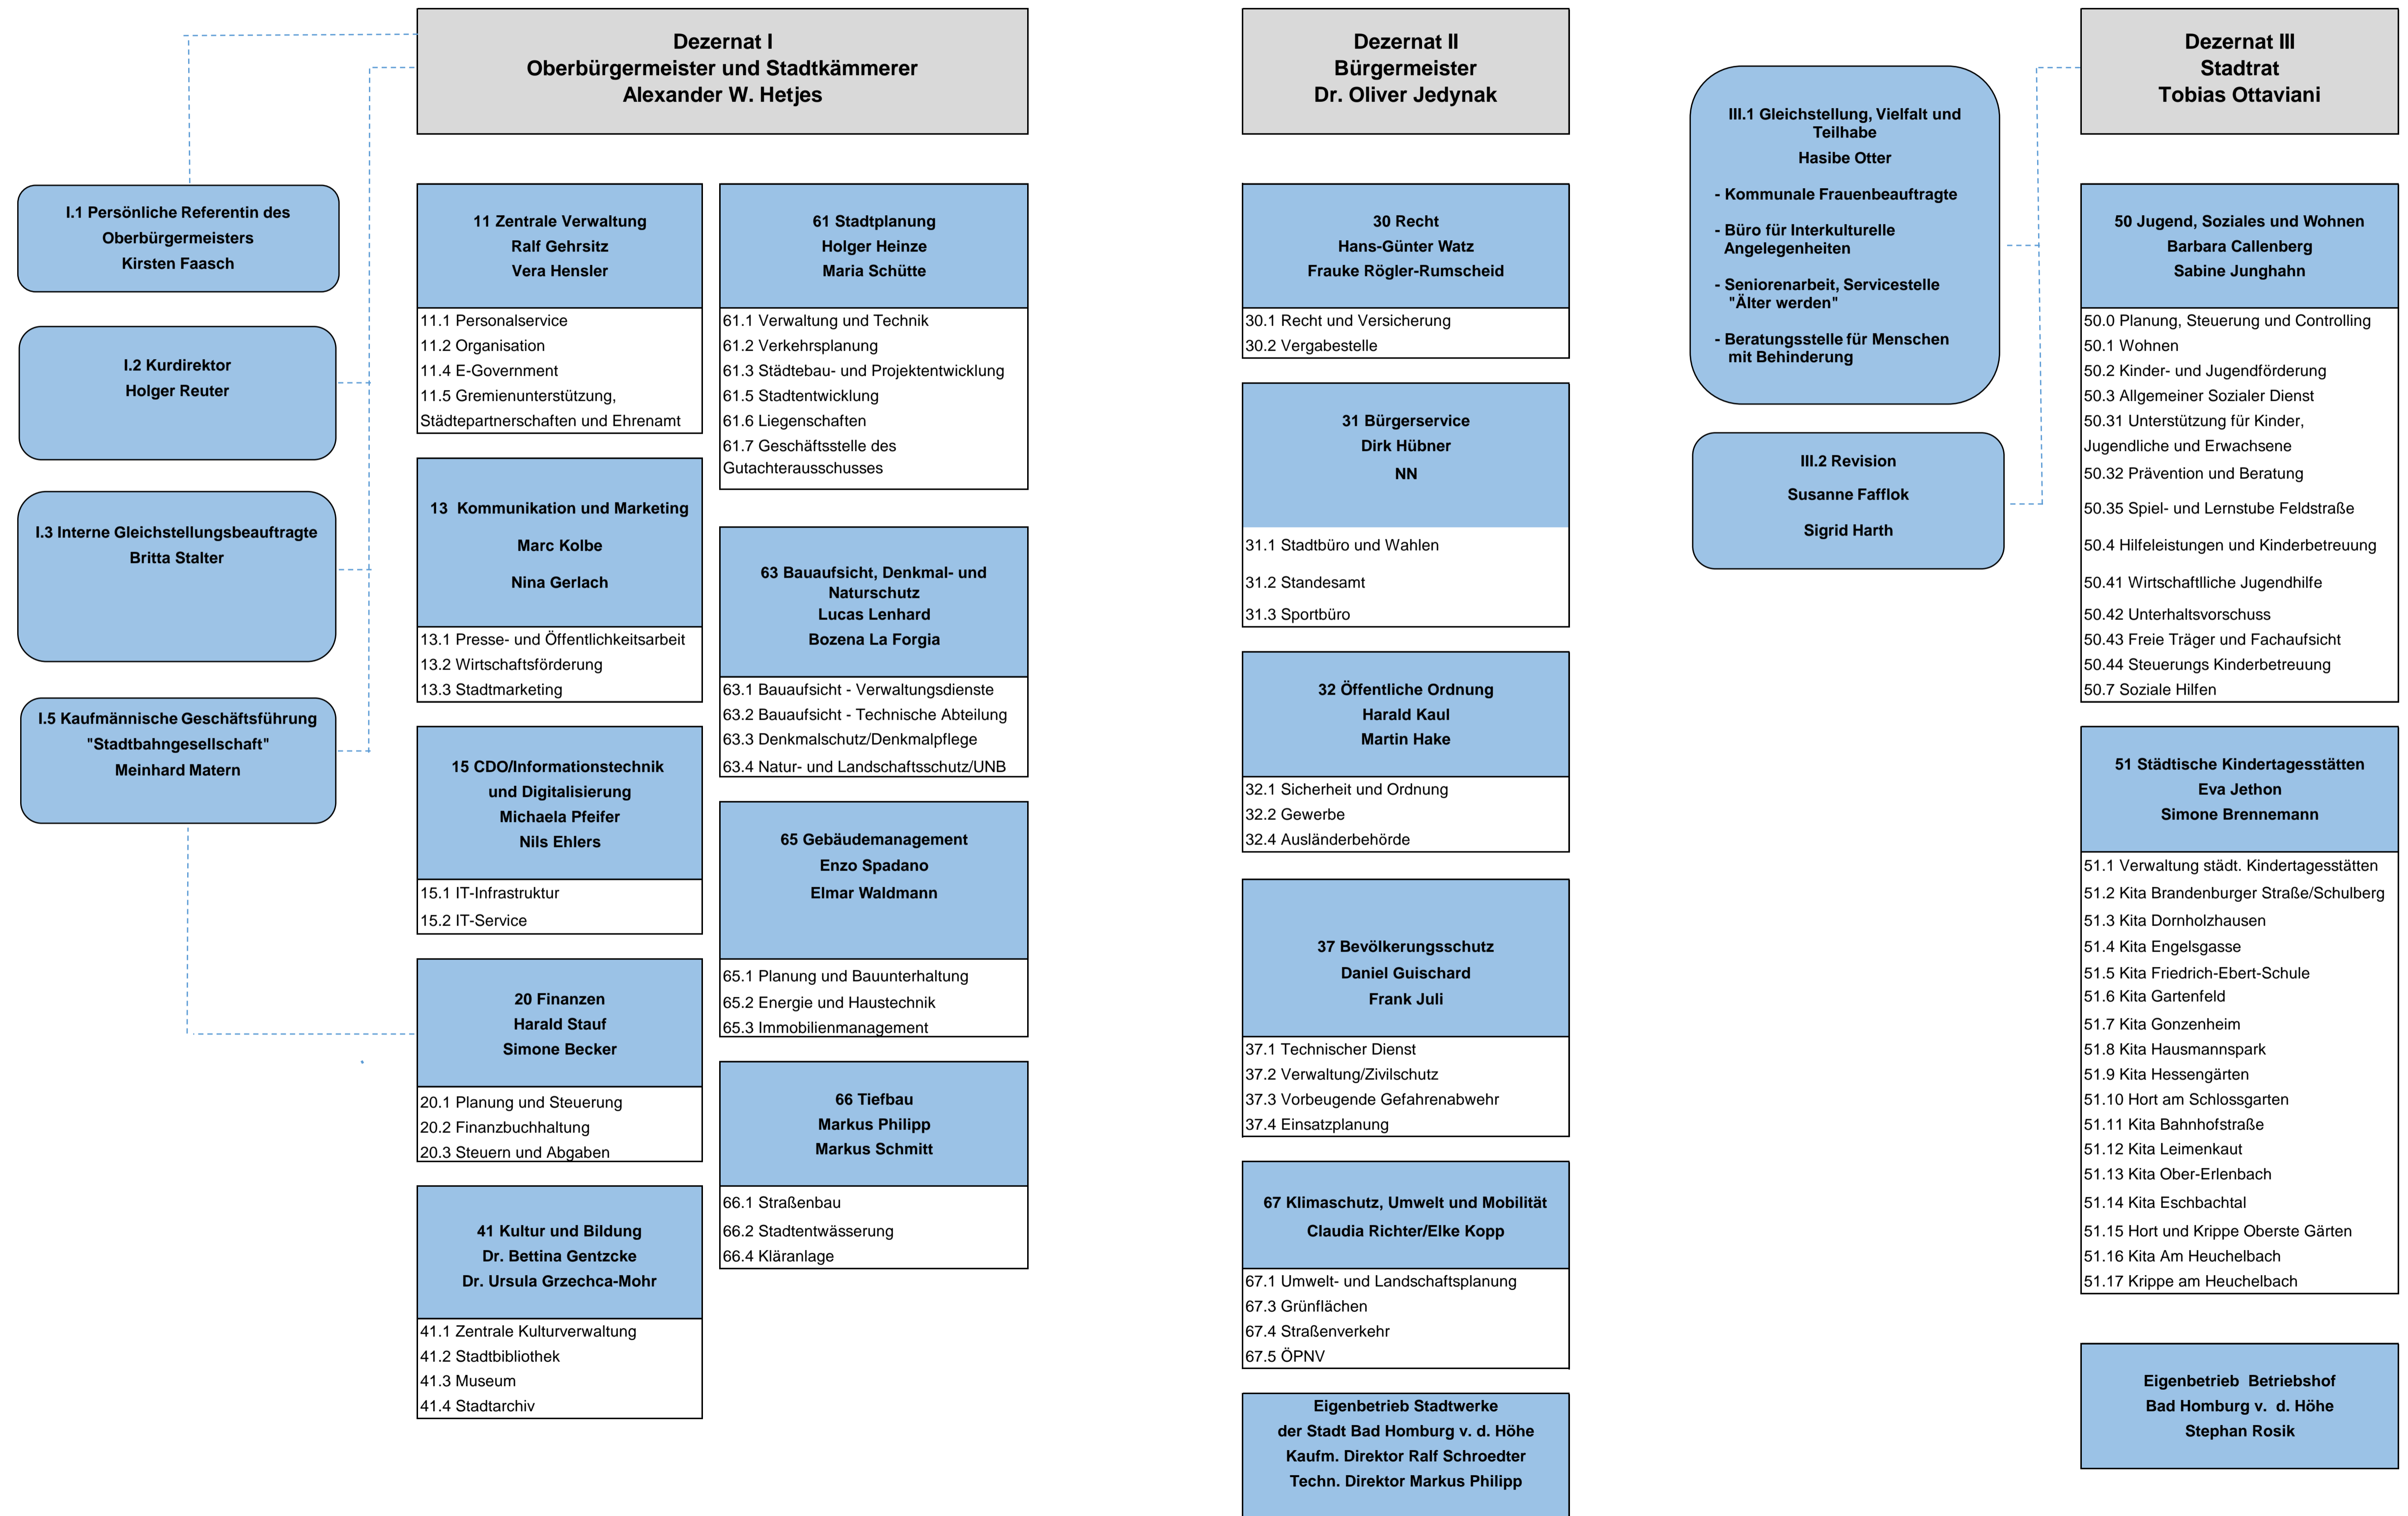 Dezernat I
Oberbürgermeister und Stadtkämmerer
Alexander W. Hetjes
I.1 Persönliche Referentin des
Oberbürgermeisters
Kirsten Faasch
I.2 Kurdirektor
Holger Reuter
I.3 Interne Gleichstellungsbeauftragte
Britta Stalter
I.5 Kaufmännische Geschäftsführung
"Stadtbahngesellschaft"
Meinhard Matern
11 Zentrale Verwaltung
Ralf Gehrsitz
Vera Hensler
11.1 Personalservice
11.2 Organisation
11.4 E-Government
11.5 Gremienunterstützung,
Städtepartnerschaften und Ehrenamt
13  Kommunikation und Marketing
Marc Kolbe
Nina Gerlach
13.1 Presse- und Öffentlichkeitsarbeit
13.2 Wirtschaftsförderung
13.3 Stadtmarketing
15 CDO/Informationstechnik
und Digitalisierung
Michaela Pfeifer
Nils Ehlers
15.1 IT-Infrastruktur
15.2 IT-Service
20 Finanzen
Harald Stauf
Simone Becker
20.1 Planung und Steuerung
20.2 Finanzbuchhaltung
20.3 Steuern und Abgaben
41 Kultur und Bildung
Dr. Bettina Gentzcke
Dr. Ursula Grzechca-Mohr
41.1 Zentrale Kulturverwaltung
41.2 Stadtbibliothek
41.3 Museum
41.4 Stadtarchiv
61 Stadtplanung
Holger Heinze
Maria Schütte
61.1 Verwaltung und Technik
61.2 Verkehrsplanung
61.3 Städtebau- und Projektentwicklung
61.5 Stadtentwicklung
61.6 Liegenschaften
61.7 Geschäftsstelle des
Gutachterausschusses
63 Bauaufsicht, Denkmal- und
Naturschutz
Lucas Lenhard
Bozena La Forgia
63.1 Bauaufsicht - Verwaltungsdienste
63.2 Bauaufsicht - Technische Abteilung
63.3 Denkmalschutz/Denkmalpflege
63.4 Natur- und Landschaftsschutz/UNB
65 Gebäudemanagement
Enzo Spadano
Elmar Waldmann
65.1 Planung und Bauunterhaltung
65.2 Energie und Haustechnik
65.3 Immobilienmanagement
66 Tiefbau
Markus Philipp
Markus Schmitt
66.1 Straßenbau
66.2 Stadtentwässerung
66.4 Kläranlage
Dezernat II
Bürgermeister
Dr. Oliver Jedynak
30 Recht
Hans-Günter Watz
Frauke Rögler-Rumscheid
30.1 Recht und Versicherung
30.2 Vergabestelle
31 Bürgerservice
Dirk Hübner
NN
31.1 Stadtbüro und Wahlen
31.2 Standesamt
31.3 Sportbüro
32 Öffentliche Ordnung
Harald Kaul
Martin Hake
32.1 Sicherheit und Ordnung
32.2 Gewerbe
32.4 Ausländerbehörde
37 Bevölkerungsschutz
Daniel Guischard
Frank Juli
37.1 Technischer Dienst
37.2 Verwaltung/Zivilschutz
37.3 Vorbeugende Gefahrenabwehr
37.4 Einsatzplanung
67 Klimaschutz, Umwelt und Mobilität
Claudia Richter/Elke Kopp
67.1 Umwelt- und Landschaftsplanung
67.3 Grünflächen
67.4 Straßenverkehr
67.5 ÖPNV
Eigenbetrieb Stadtwerke
der Stadt Bad Homburg v. d. Höhe
Kaufm. Direktor Ralf Schroedter
Techn. Direktor Markus Philipp
Dezernat III
Stadtrat
Tobias Ottaviani
III.1 Gleichstellung, Vielfalt und
Teilhabe
Hasibe Otter
- Kommunale Frauenbeauftragte
- Büro für Interkulturelle
Angelegenheiten
- Seniorenarbeit, Servicestelle
"Älter werden"
- Beratungsstelle für Menschen
mit Behinderung
III.2 Revision
Susanne Fafflok
Sigrid Harth
50 Jugend, Soziales und Wohnen
Barbara Callenberg
Sabine Junghahn
50.0 Planung, Steuerung und Controlling
50.1 Wohnen
50.2 Kinder- und Jugendförderung
50.3 Allgemeiner Sozialer Dienst
50.31 Unterstützung für Kinder,
Jugendliche und Erwachsene
50.32 Prävention und Beratung
50.35 Spiel- und Lernstube Feldstraße
50.4 Hilfeleistungen und Kinderbetreuung
50.41 Wirtschaftlliche Jugendhilfe
50.42 Unterhaltsvorschuss
50.43 Freie Träger und Fachaufsicht
50.44 Steuerungs Kinderbetreuung
50.7 Soziale Hilfen
51 Städtische Kindertagesstätten
Eva Jethon
Simone Brennemann
51.1 Verwaltung städt. Kindertagesstätten
51.2 Kita Brandenburger Straße/Schulberg
51.3 Kita Dornholzhausen
51.4 Kita Engelsgasse
51.5 Kita Friedrich-Ebert-Schule
51.6 Kita Gartenfeld
51.7 Kita Gonzenheim
51.8 Kita Hausmannspark
51.9 Kita Hessengärten
51.10 Hort am Schlossgarten
51.11 Kita Bahnhofstraße
51.12 Kita Leimenkaut
51.13 Kita Ober-Erlenbach
51.14 Kita Eschbachtal
51.15 Hort und Krippe Oberste Gärten
51.16 Kita Am Heuchelbach
51.17 Krippe am Heuchelbach
Eigenbetrieb  Betriebshof
Bad Homburg v.  d. Höhe
Stephan Rosik